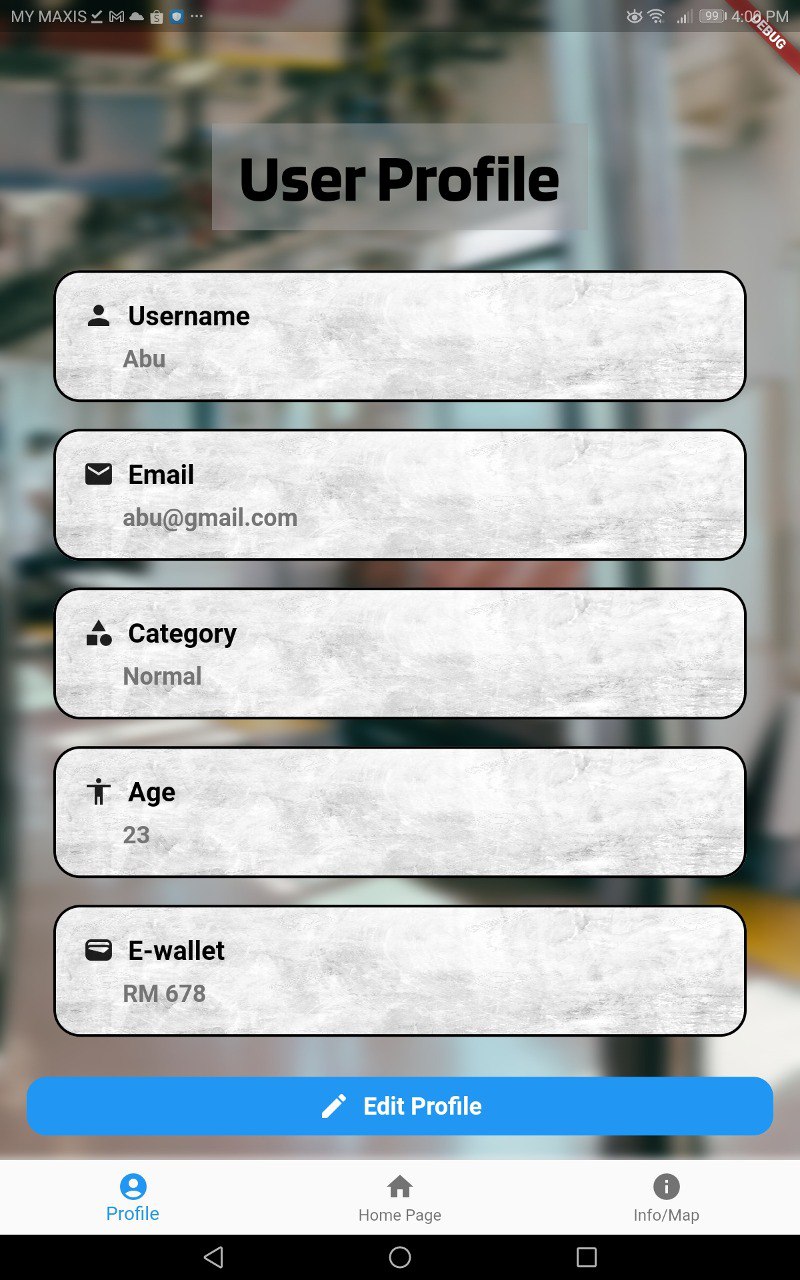 MY MAXIS
99
4:06 PM
DEBUG
User Profile
Username
Abu
Email
abu@gmail.com
Category
Normal
Age
23
E-wallet
RM 678
Edit Profile
Profile
Home Page
Info/Map